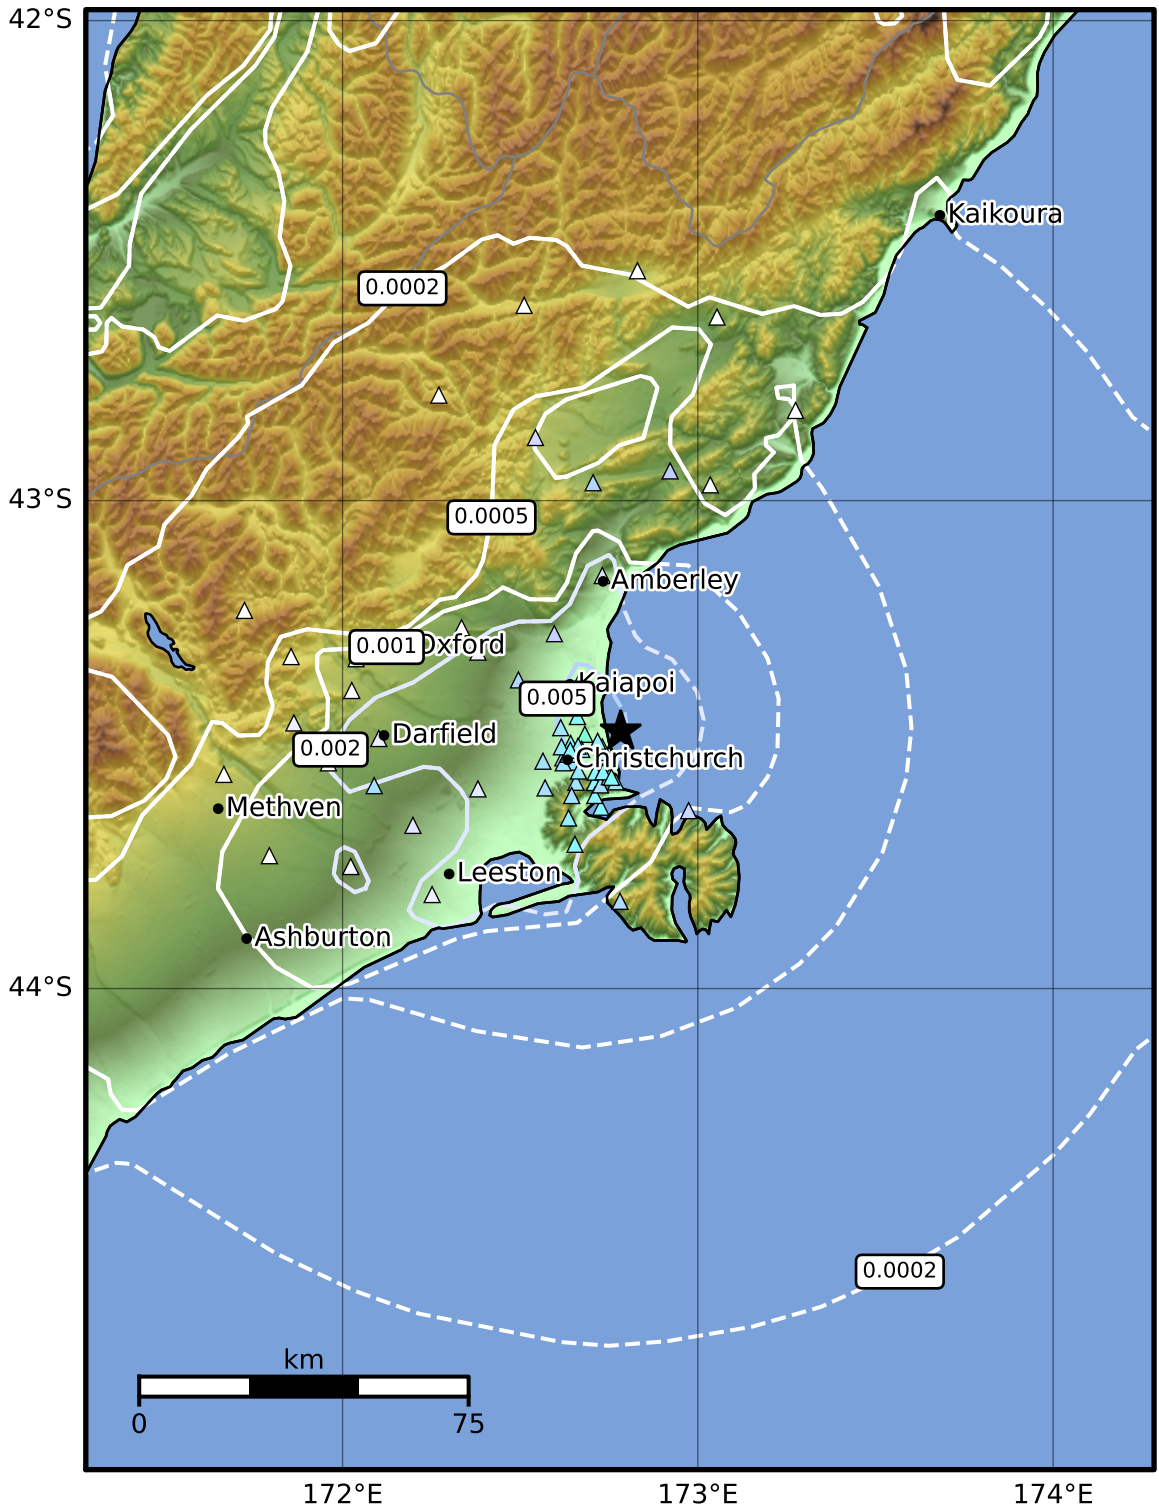 42°S
Kaikoura
0.0002
43°S
0.0005
Amberley
0.001
Oxford
Kaiapoi
0.005
Darfield
0.002
Christchurch
Methven
Leeston
Ashburton
44°S
0.0002
km
0
75
172°E
173°E
174°E